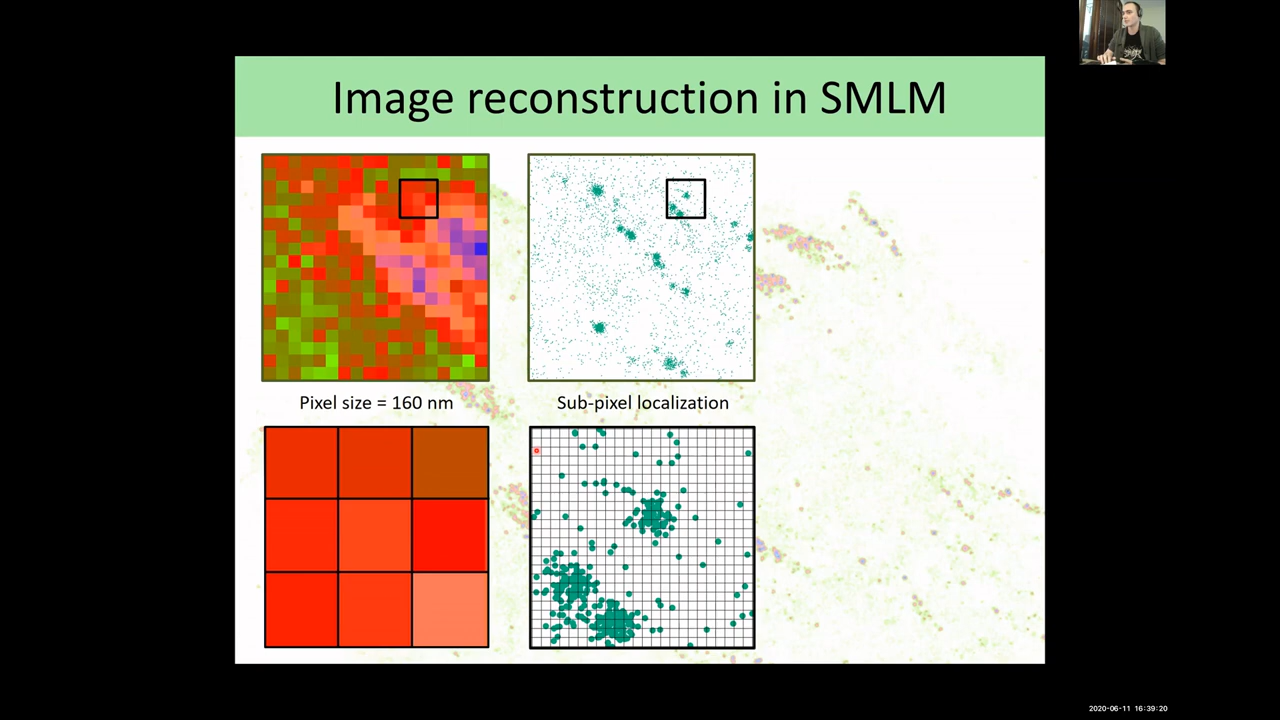 Image reconstruction in SMLM
Pixel size = 160 nm
Sub-pixel localization
2020-06-11 16:39:20